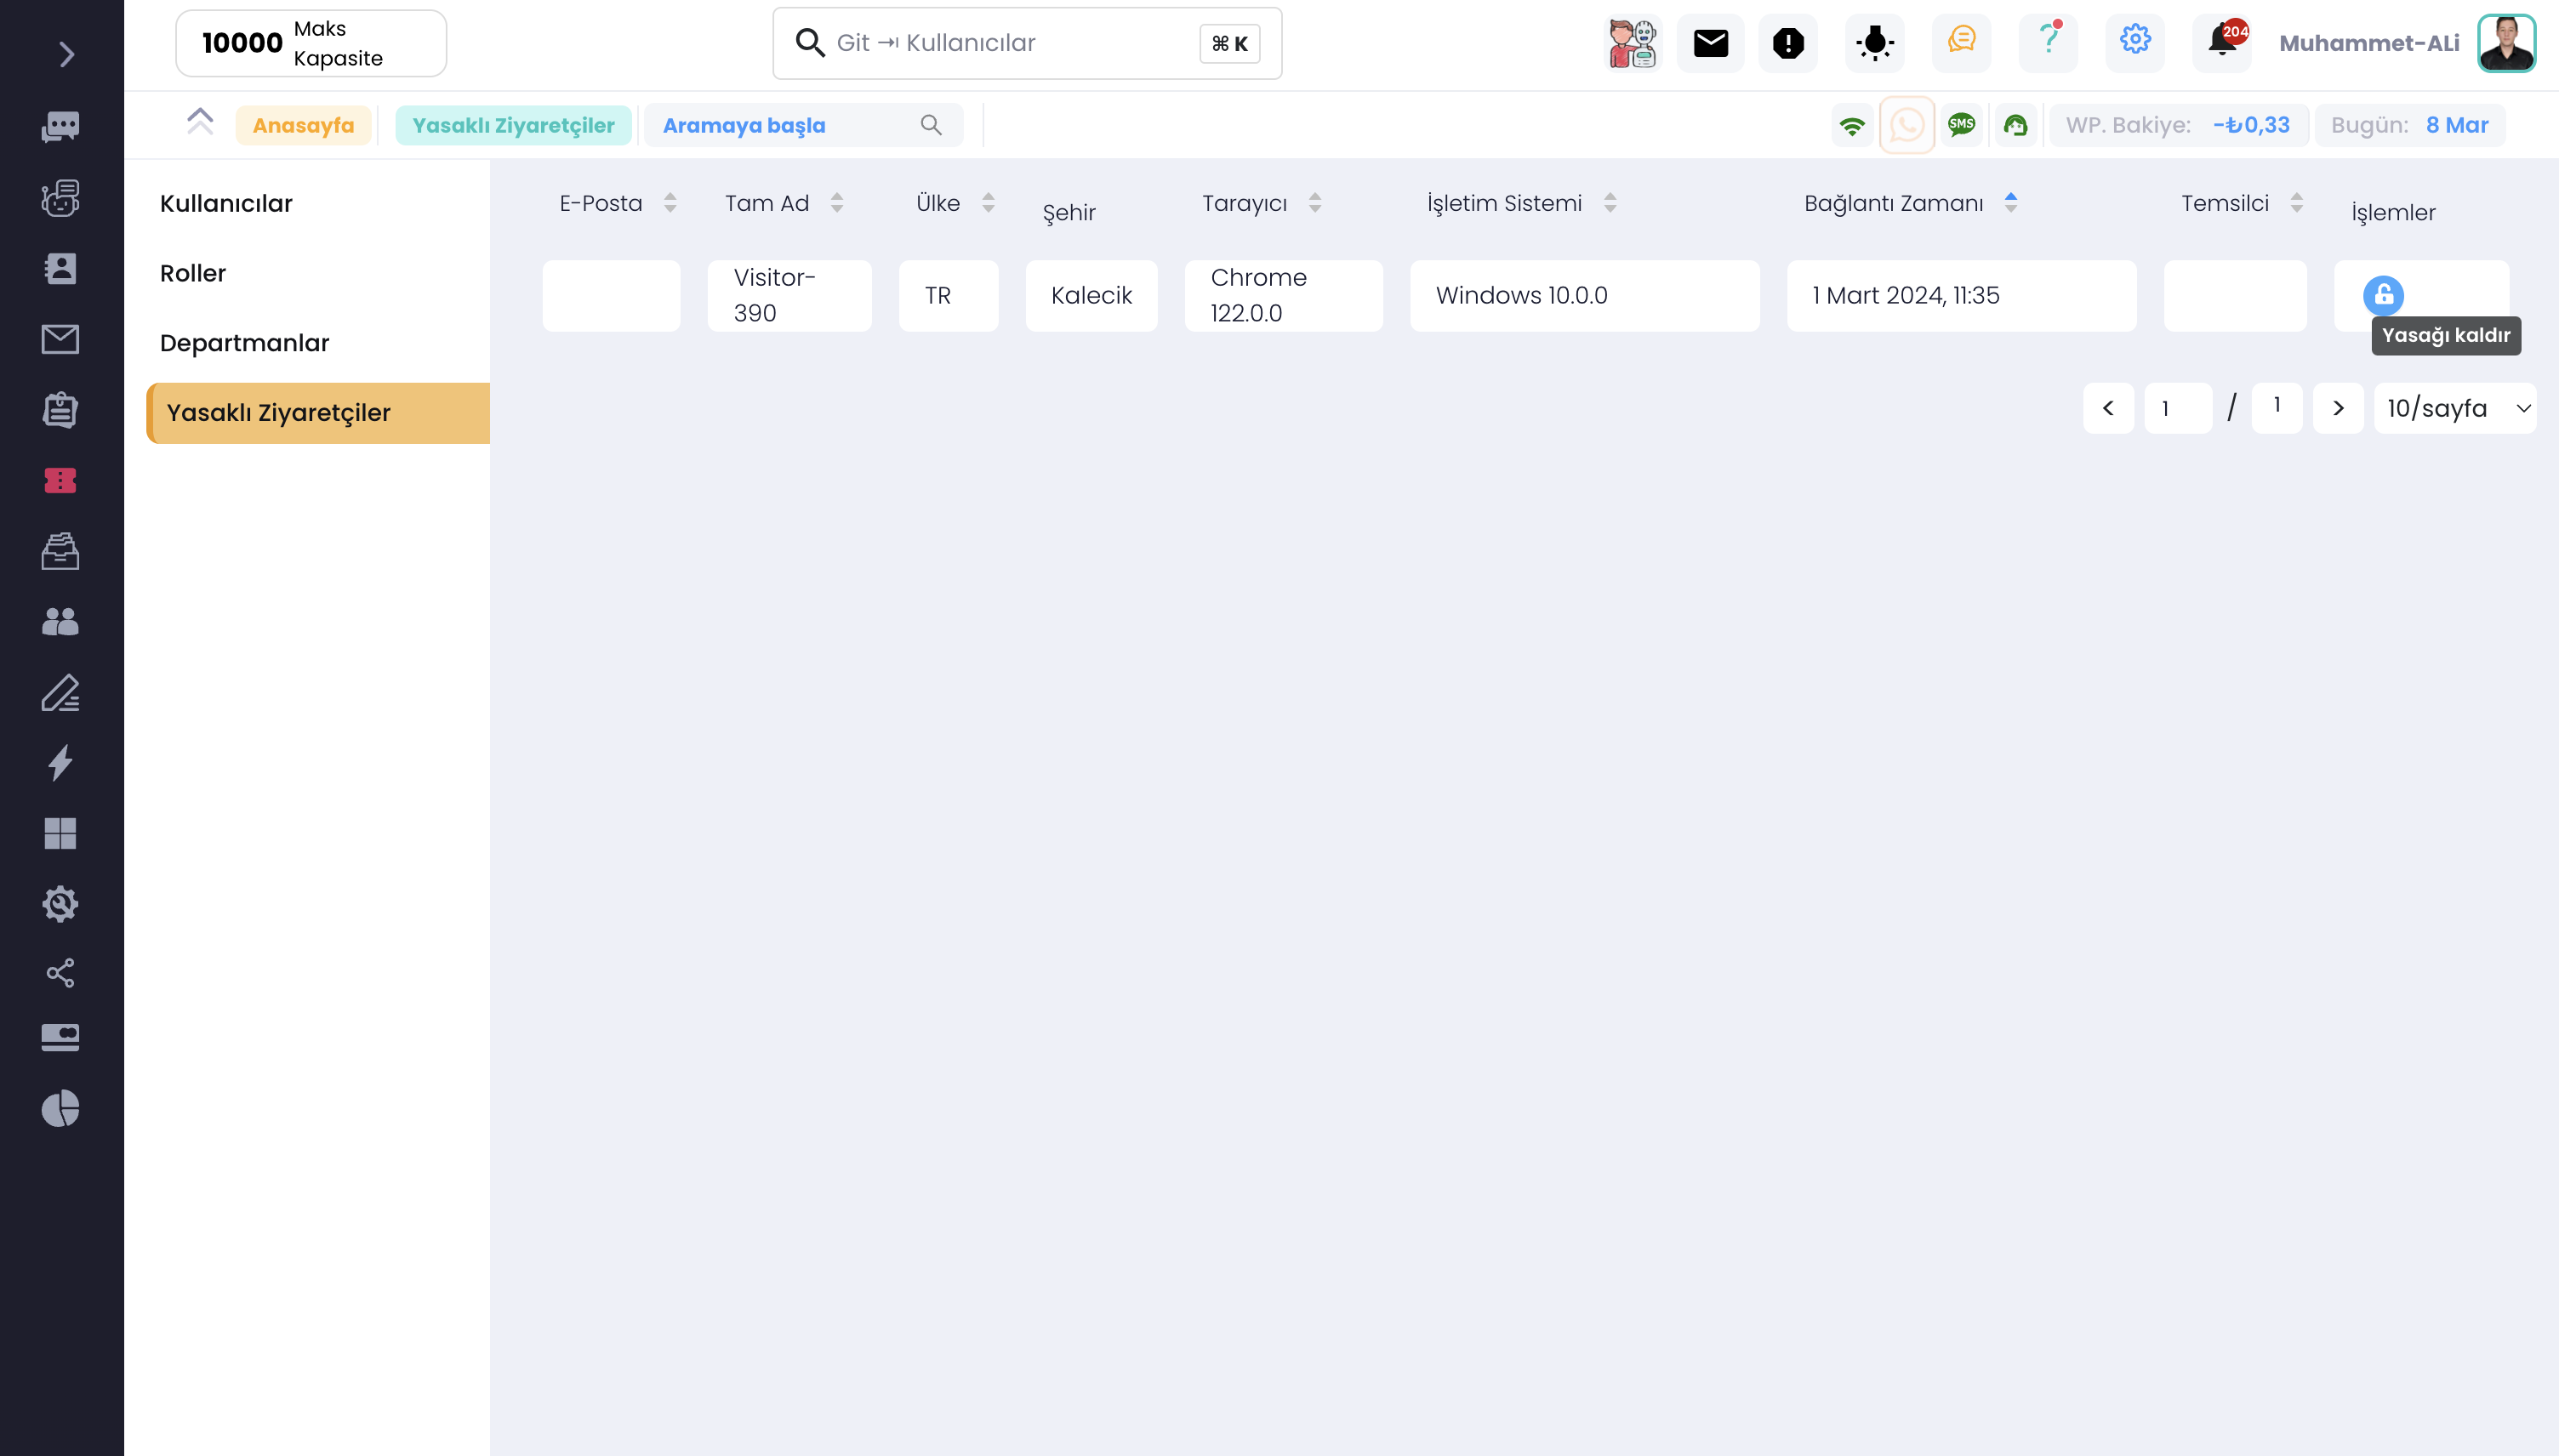 10000 Maks
Kapasite
Git ⇥ Kullanıcılar ⌘ K
204
Muhammet-ALi
Anasayfa
Yasaklı Ziyaretçiler
Aramaya başla
SMS
WP. Bakiye: -₺0,33
Bugün: 8 Mar
Kullanıcılar
Roller
Departmanlar
Yasaklı Ziyaretçiler
E-Posta Tam Ad Ülke Şehir Tarayıcı İşletim Sistemi Bağlantı Zamanı Temsilci İşlemler
Visitor-
390
TR
Kalecik
Chrome
122.0.0
Windows 10.0.0
1 Mart 2024, 11:35
Yasağı kaldır
< 1 / 1 > 10/sayfa